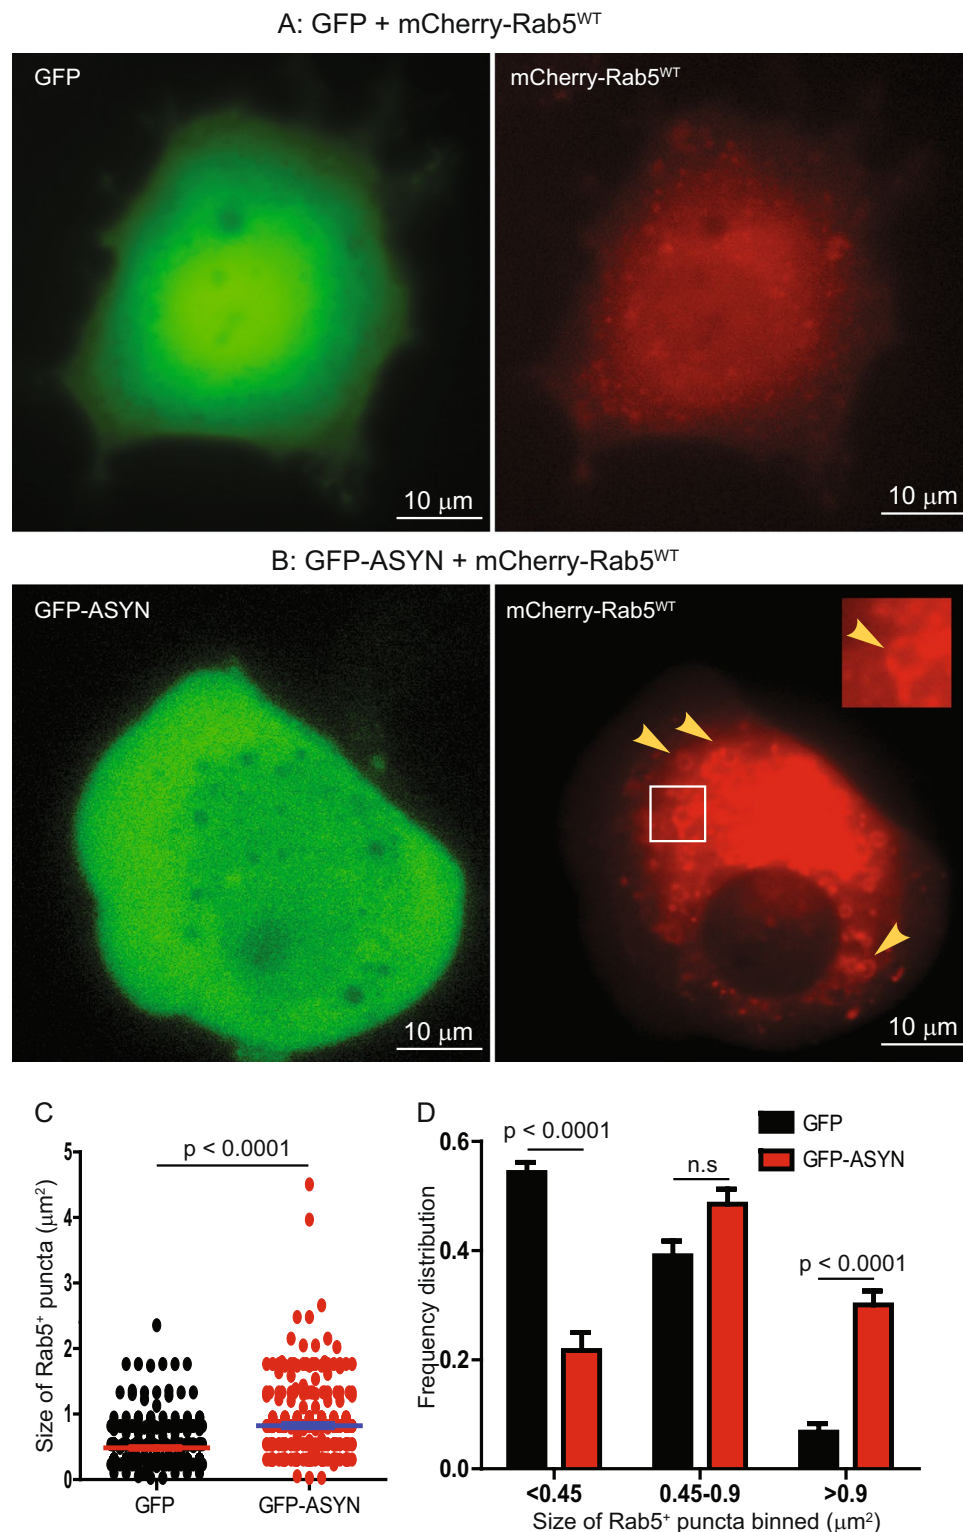 A: GFP + mCherry-Rab5ᵂᵀ
GFP
mCherry-Rab5ᵂᵀ
10 μm
10 μm
B: GFP-ASYN + mCherry-Rab5ᵂᵀ
GFP-ASYN
mCherry-Rab5ᵂᵀ
10 μm
10 μm
C
p < 0.0001
Size of Rab5⁺ puncta (μm²)
5
4
3
2
1
0
GFP
GFP-ASYN
D
GFP
GFP-ASYN
p < 0.0001
n.s
p < 0.0001
Frequency distribution
0.6
0.4
0.2
0.0
<0.45
0.45-0.9
>0.9
Size of Rab5⁺ puncta binned (μm²)